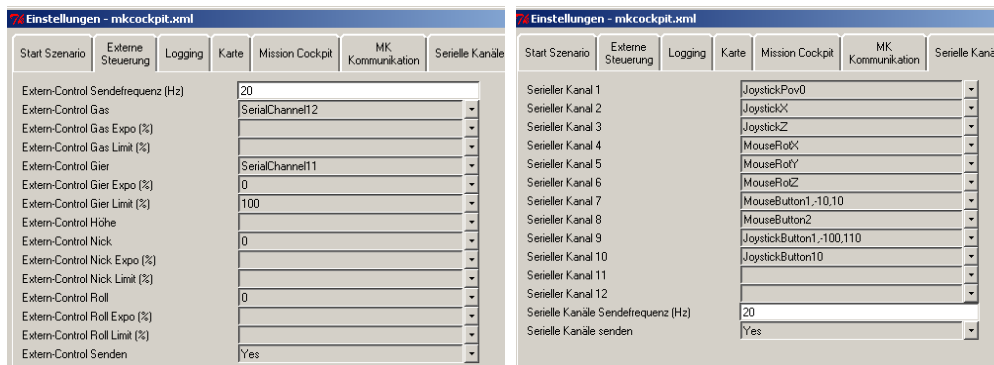 Einstellungen - mkcockpit.xml
Start Szenario
Externe
Steuerung
Logging
Karte
Mission Cockpit
MK
Kommunikation
Serielle Kanäle
Extern-Control Sendefrequenz (Hz) 20
Extern-Control Gas SerialChannel12
Extern-Control Gas Expo (%)
Extern-Control Gas Limit (%)
Extern-Control Gier SerialChannel11
Extern-Control Gier Expo (%) 0
Extern-Control Gier Limit (%) 100
Extern-Control Höhe
Extern-Control Nick 0
Extern-Control Nick Expo (%)
Extern-Control Nick Limit (%)
Extern-Control Roll 0
Extern-Control Roll Expo (%)
Extern-Control Roll Limit (%)
Extern-Control Senden Yes
Einstellungen - mkcockpit.xml
Start Szenario
Externe
Steuerung
Logging
Karte
Mission Cockpit
MK
Kommunikation
Serielle Kanä
Serieller Kanal 1 JoystickPov0
Serieller Kanal 2 JoystickX
Serieller Kanal 3 JoystickZ
Serieller Kanal 4 MouseRotX
Serieller Kanal 5 MouseRotY
Serieller Kanal 6 MouseRotZ
Serieller Kanal 7 MouseButton1,-10,10
Serieller Kanal 8 MouseButton2
Serieller Kanal 9 JoystickButton1,-100,110
Serieller Kanal 10 JoystickButton10
Serieller Kanal 11
Serieller Kanal 12
Serielle Kanäle Sendefrequenz (Hz) 20
Serielle Kanäle senden Yes